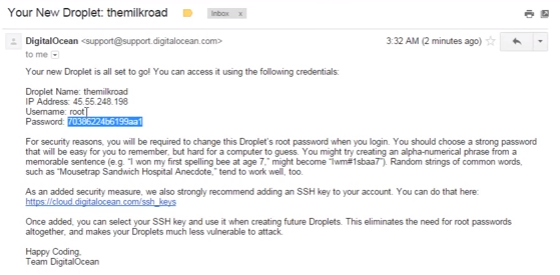 Your New Droplet: themilkroad
Inbox x
DigitalOcean <support@support.digitalocean.com>
3:32 AM (2 minutes ago)
to me
Your new Droplet is all set to go! You can access it using the following credentials:
Droplet Name: themilkroad
IP Address: 45.55.248.198
Username: root
Password: 70386224b6199aa1
For security reasons, you will be required to change this Droplet's root password when you login. You should choose a strong password
that will be easy for you to remember, but hard for a computer to guess. You might try creating an alpha-numerical phrase from a
memorable sentence (e.g. "I won my first spelling bee at age 7," might become "Iwm#1sbaa7"). Random strings of common words,
such as "Mousetrap Sandwich Hospital Anecdote," tend to work well, too.
As an added security measure, we also strongly recommend adding an SSH key to your account. You can do that here:
https://cloud.digitalocean.com/ssh_keys
Once added, you can select your SSH key and use it when creating future Droplets. This eliminates the need for root passwords
altogether, and makes your Droplets much less vulnerable to attack.
Happy Coding,
Team DigitalOcean